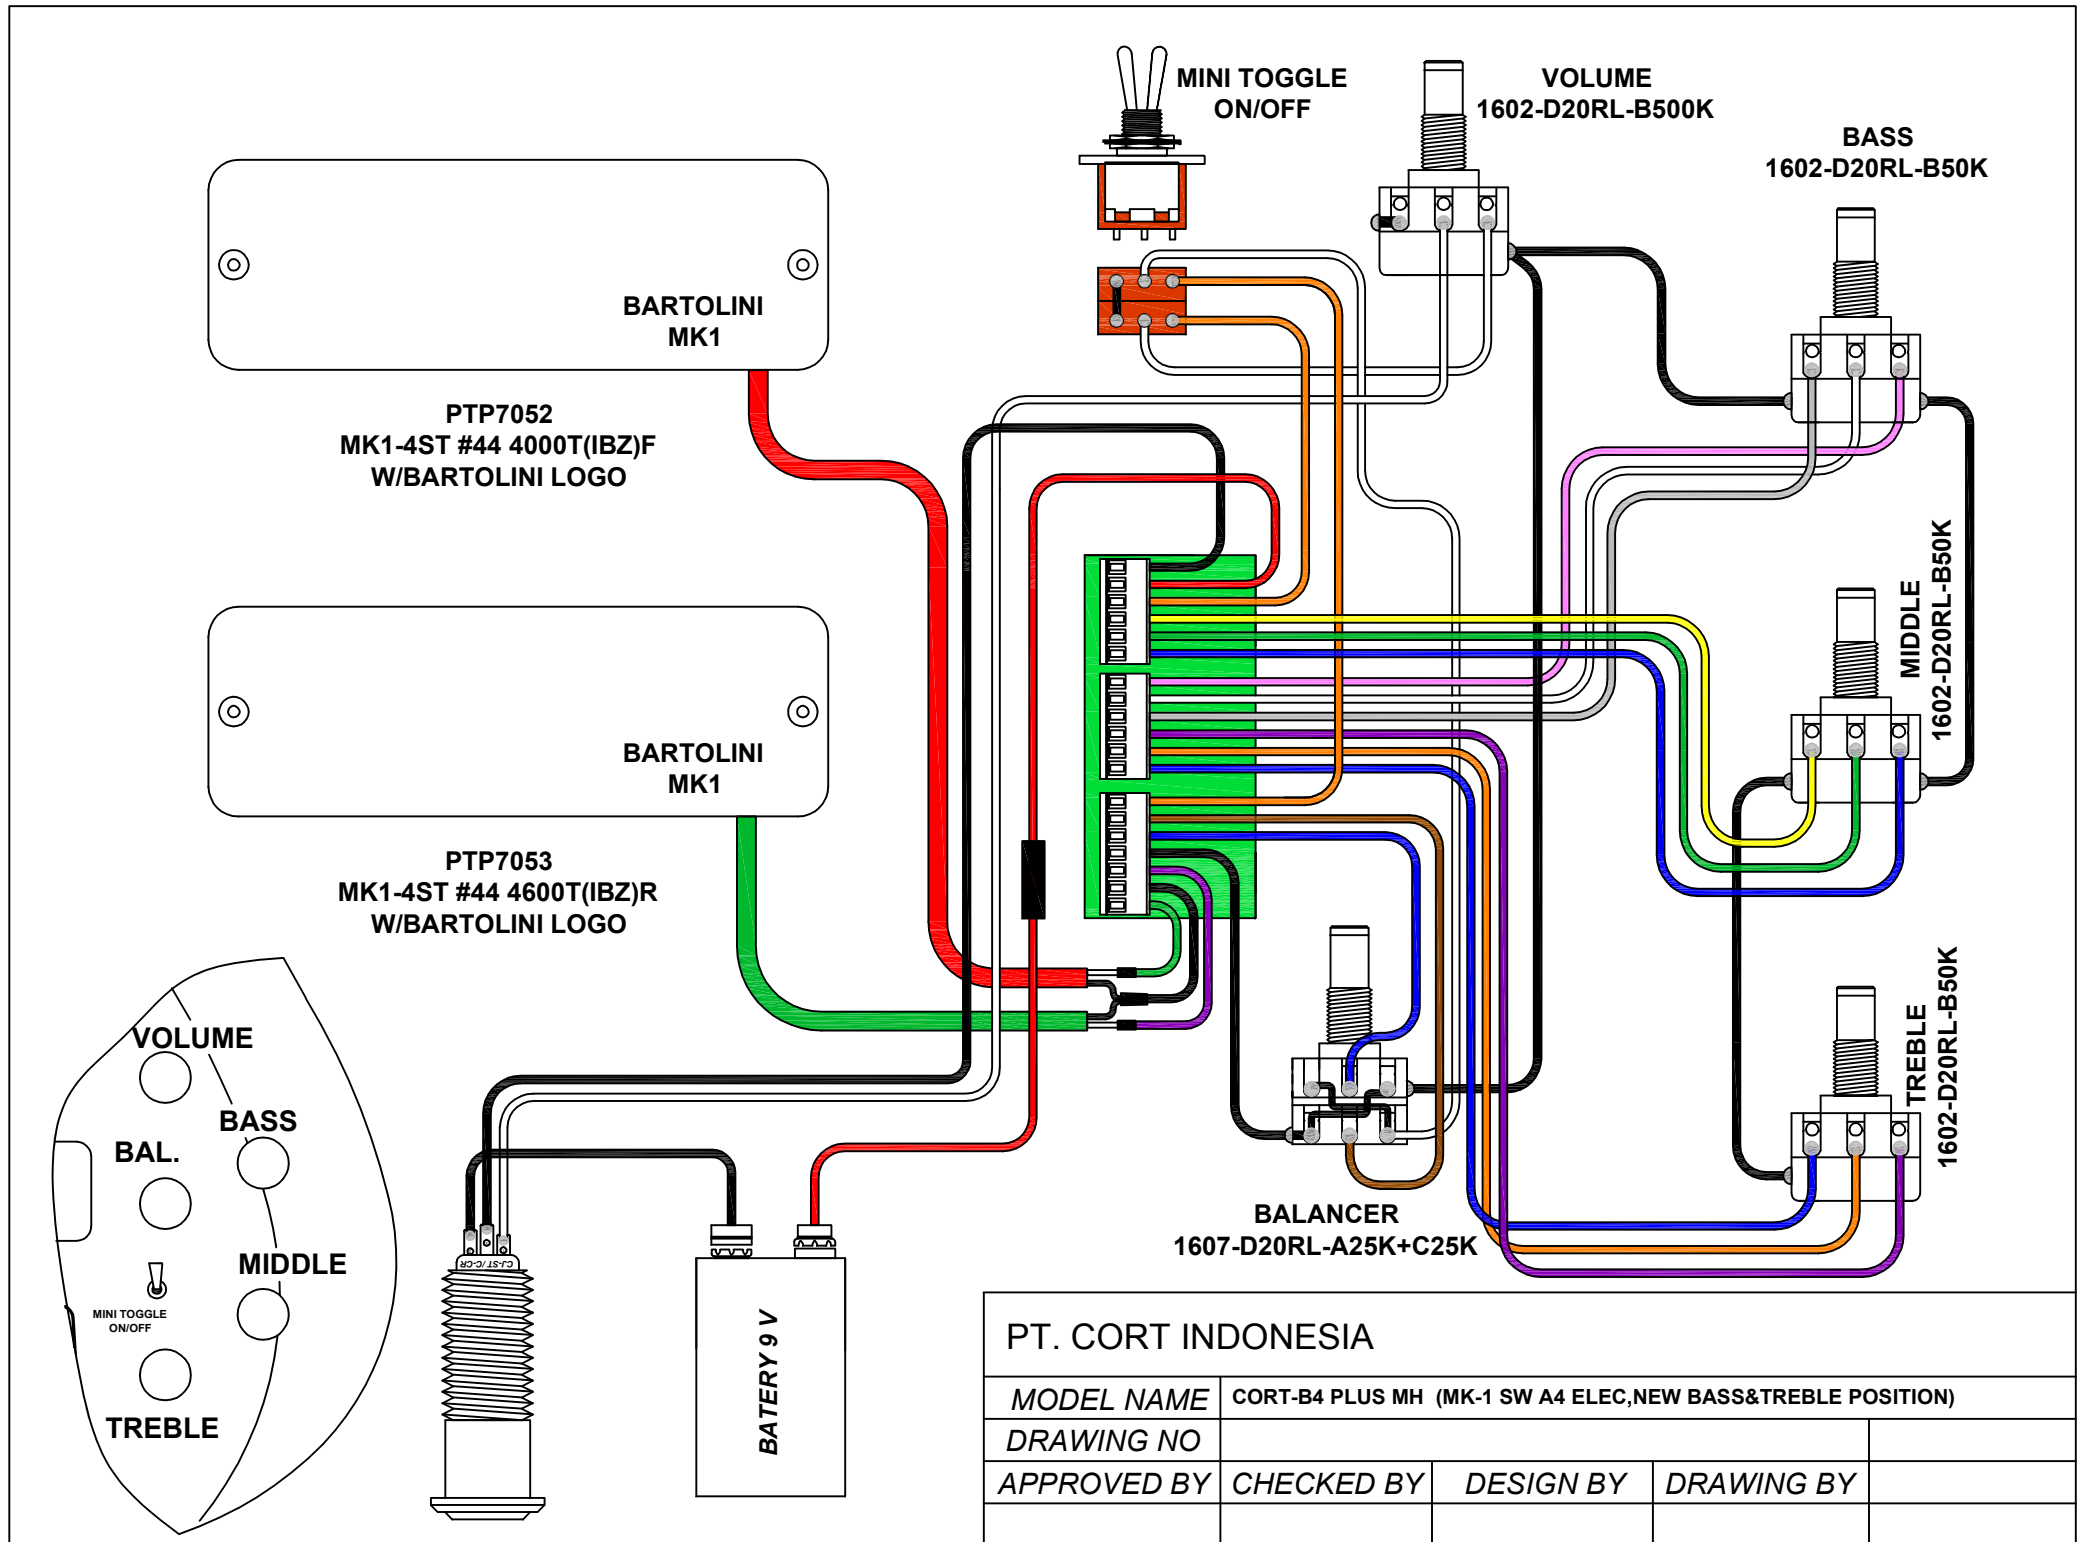 MINI TOGGLE
ON/OFF
VOLUME
1602-D20RL-B500K
BASS
1602-D20RL-B50K
BARTOLINI
MK1
PTP7052
MK1-4ST #44 4000T(IBZ)F
W/BARTOLINI LOGO
MIDDLE
1602-D20RL-B50K
BARTOLINI
MK1
PTP7053
MK1-4ST #44 4600T(IBZ)R
W/BARTOLINI LOGO
TREBLE
1602-D20RL-B50K
VOLUME
BASS
BAL.
MIDDLE
MINI TOGGLE
ON/OFF
TREBLE
CJ-ST/C-CR
BATERY 9 V
BALANCER
1607-D20RL-A25K+C25K
PT. CORT INDONESIA
MODEL NAME CORT-B4 PLUS MH (MK-1 SW A4 ELEC,NEW BASS&TREBLE POSITION)
DRAWING NO
APPROVED BY CHECKED BY DESIGN BY DRAWING BY